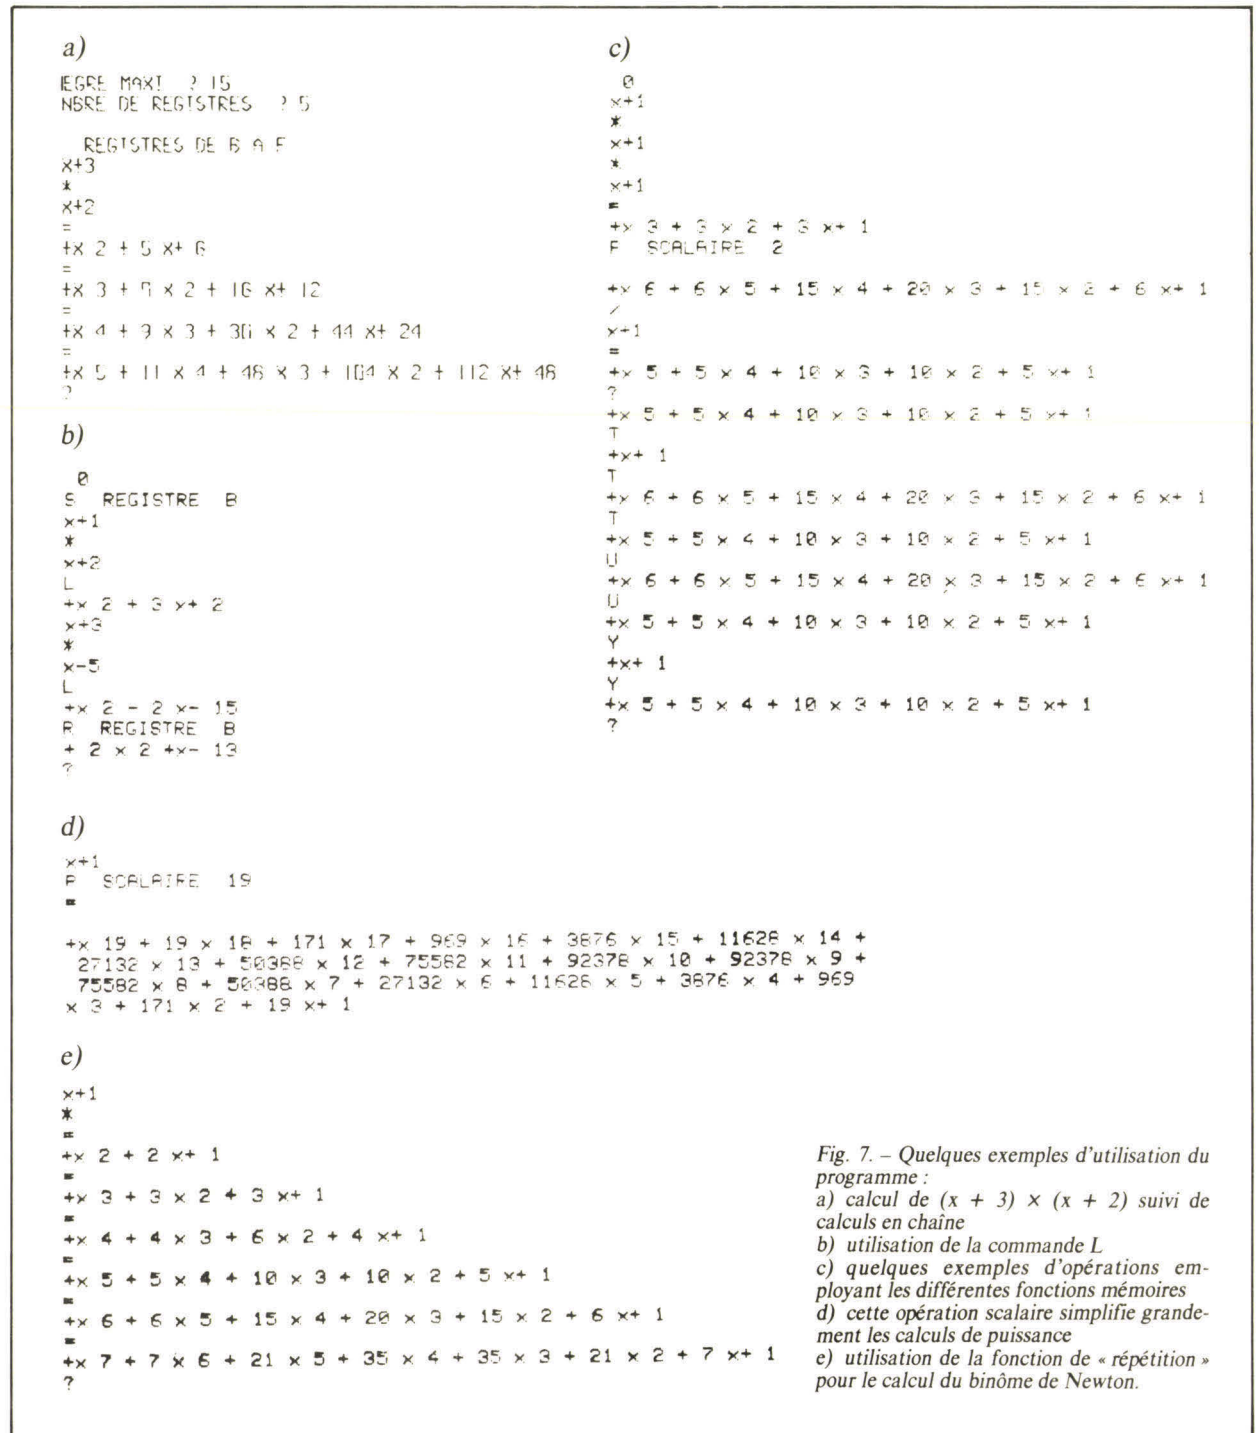 a)
DEGRE MAXI ? 15
NBRE DE REGISTRES ? 5
REGISTRES DE B A F
x+3
*
x+2
=
+x 2 + 5 x+ 6
=
+x 3 + 7 x 2 + 16 x+ 12
=
+x 4 + 9 x 3 + 30 x 2 + 44 x+ 24
=
+x 5 + 11 x 4 + 48 x 3 + 104 x 2 + 112 x+ 48
?
b)
0
S REGISTRE B
x+1
*
x+2
L
+x 2 + 3 x+ 2
x+3
*
x-5
L
+x 2 - 2 x- 15
R REGISTRE B
+ 2 x 2 +x- 13
?
c)
0
x+1
*
x+1
*
x+1
=
+x 3 + 3 x 2 + 3 x+ 1
P SCALAIRE 2
+x 6 + 6 x 5 + 15 x 4 + 20 x 3 + 15 x 2 + 6 x+ 1
/
x+1
=
+x 5 + 5 x 4 + 10 x 3 + 10 x 2 + 5 x+ 1
?
+x 5 + 5 x 4 + 10 x 3 + 10 x 2 + 5 x+ 1
T
+x+ 1
T
+x 6 + 6 x 5 + 15 x 4 + 20 x 3 + 15 x 2 + 6 x+ 1
T
+x 5 + 5 x 4 + 10 x 3 + 10 x 2 + 5 x+ 1
U
+x 6 + 6 x 5 + 15 x 4 + 20 x 3 + 15 x 2 + 6 x+ 1
U
+x 5 + 5 x 4 + 10 x 3 + 10 x 2 + 5 x+ 1
Y
+x+ 1
Y
+x 5 + 5 x 4 + 10 x 3 + 10 x 2 + 5 x+ 1
?
d)
x+1
P SCALAIRE 19
=
+x 19 + 19 x 18 + 171 x 17 + 969 x 16 + 3876 x 15 + 11628 x 14 +
27132 x 13 + 50388 x 12 + 75582 x 11 + 92378 x 10 + 92378 x 9 +
75582 x 8 + 50388 x 7 + 27132 x 6 + 11628 x 5 + 3876 x 4 + 969
x 3 + 171 x 2 + 19 x+ 1
e)
x+1
*
=
+x 2 + 2 x+ 1
=
+x 3 + 3 x 2 + 3 x+ 1
=
+x 4 + 4 x 3 + 6 x 2 + 4 x+ 1
=
+x 5 + 5 x 4 + 10 x 3 + 10 x 2 + 5 x+ 1
=
+x 6 + 6 x 5 + 15 x 4 + 20 x 3 + 15 x 2 + 6 x+ 1
=
+x 7 + 7 x 6 + 21 x 5 + 35 x 4 + 35 x 3 + 21 x 2 + 7 x+ 1
?
Fig. 7. – Quelques exemples d'utilisation du
programme :
a) calcul de (x + 3) × (x + 2) suivi de
calculs en chaîne
b) utilisation de la commande L
c) quelques exemples d'opérations em-
ployant les différentes fonctions mémoires
d) cette opération scalaire simplifie grande-
ment les calculs de puissance
e) utilisation de la fonction de « répétition »
pour le calcul du binôme de Newton.